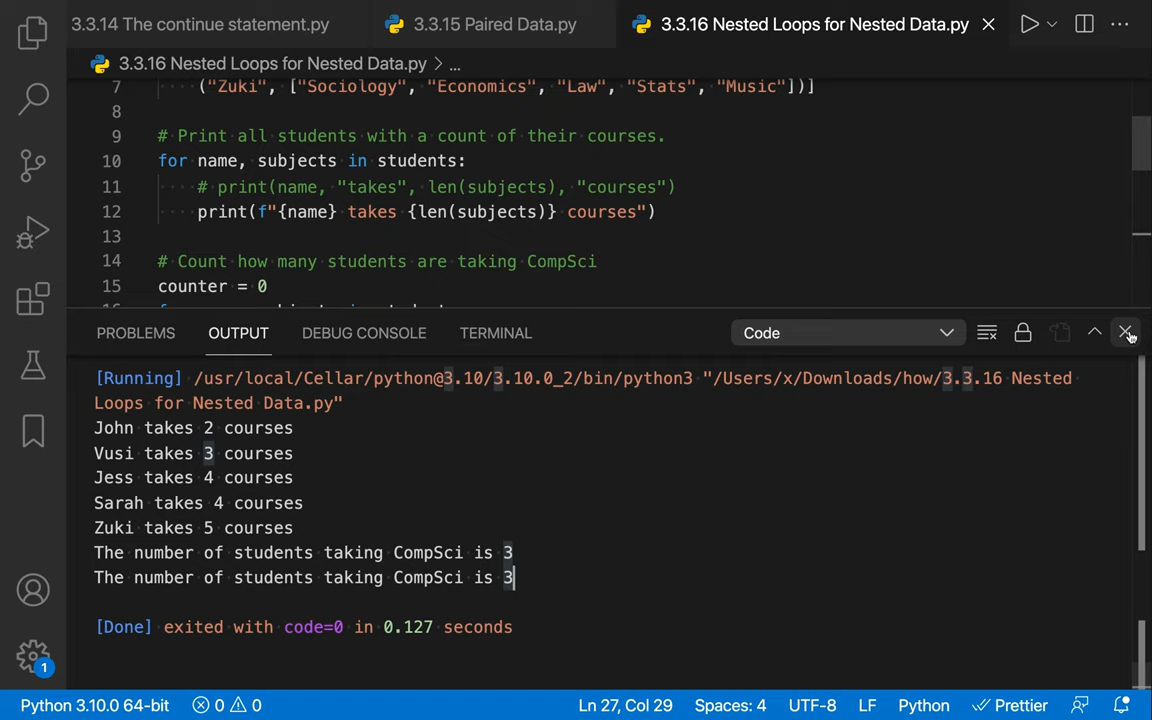 3.3.14 The continue statement.py 3.3.15 Paired Data.py 3.3.16 Nested Loops for Nested Data.py
3.3.16 Nested Loops for Nested Data.py > ...
7 ("Zuki", ["Sociology", "Economics", "Law", "Stats", "Music"])]
8
9 # Print all students with a count of their courses.
10 for name, subjects in students:
11 # print(name, "takes", len(subjects), "courses")
12 print(f"{name} takes {len(subjects)} courses")
13
14 # Count how many students are taking CompSci
15 counter = 0
PROBLEMS OUTPUT DEBUG CONSOLE TERMINAL Code
[Running] /usr/local/Cellar/python@3.10/3.10.0_2/bin/python3 "/Users/x/Downloads/how/3.3.16 Nested
Loops for Nested Data.py"
John takes 2 courses
Vusi takes 3 courses
Jess takes 4 courses
Sarah takes 4 courses
Zuki takes 5 courses
The number of students taking CompSci is 3
The number of students taking CompSci is 3
[Done] exited with code=0 in 0.127 seconds
1
Python 3.10.0 64-bit 0 0 Ln 27, Col 29 Spaces: 4 UTF-8 LF Python Prettier